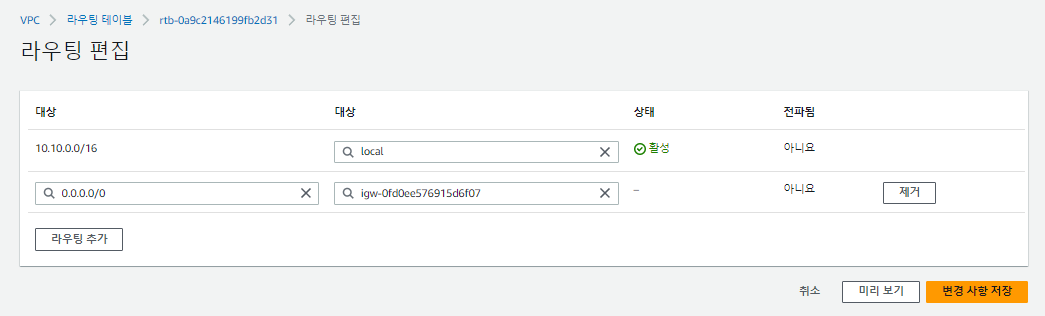 VPC > 라우팅 테이블 > rtb-0a9c2146199fb2d31 > 라우팅 편집
라우팅 편집
대상 대상 상태 전파됨
10.10.0.0/16 local 활성 아니요
0.0.0.0/0 igw-0fd0ee576915d6f07 – 아니요 제거
라우팅 추가
취소 미리 보기 변경 사항 저장